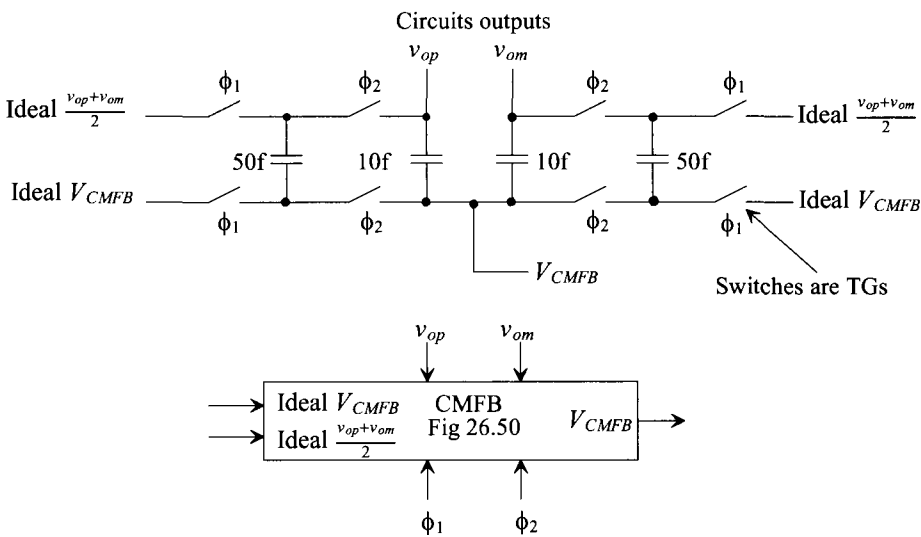 Circuits outputs
v_op v_om
ϕ1 ϕ2 ϕ2 ϕ1
Ideal (v_op+v_om)/2 Ideal (v_op+v_om)/2
50f 10f 10f 50f
Ideal V_CMFB Ideal V_CMFB
ϕ1 ϕ2 ϕ2 ϕ1
V_CMFB
Switches are TGs
v_op v_om
Ideal V_CMFB CMFB V_CMFB
Ideal (v_op+v_om)/2 Fig 26.50
ϕ1 ϕ2